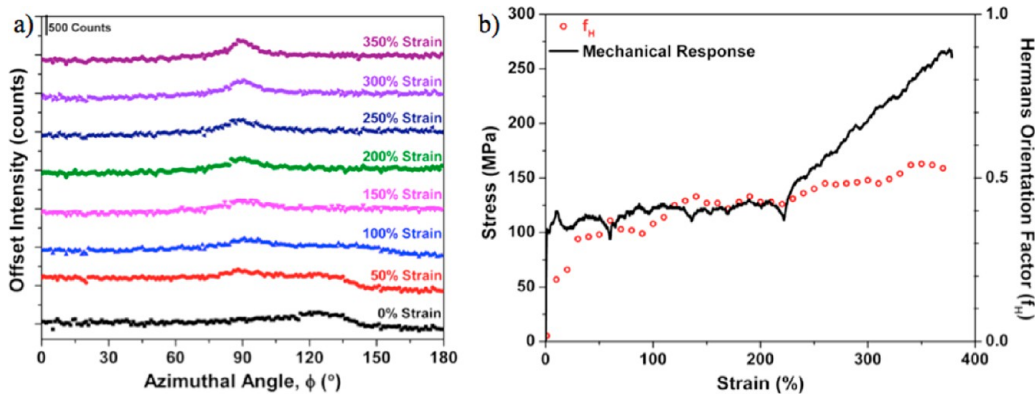 a)
500 Counts
350% Strain
300% Strain
250% Strain
200% Strain
150% Strain
100% Strain
50% Strain
0% Strain
Offset Intensity (counts)
0 30 60 90 120 150 180
Azimuthal Angle, ϕ (°)
b)
f_H
Mechanical Response
300
250
200
150
100
50
0
Stress (MPa)
0 100 200 300 400
Strain (%)
1.0
0.5
0.0
Hermans Orientation Factor (f_H)